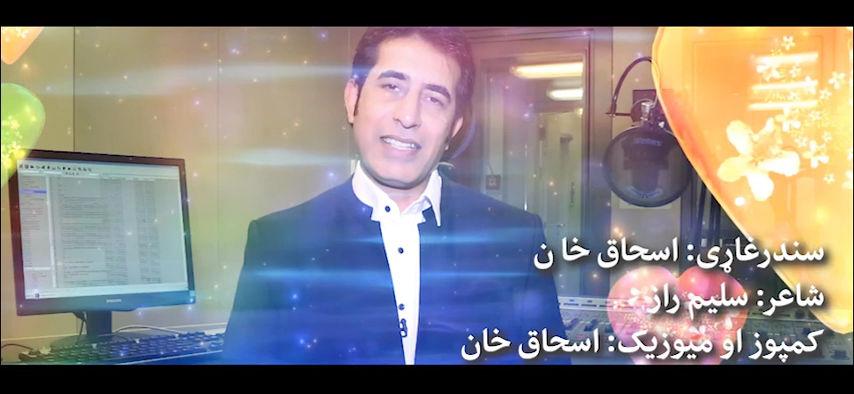 سندرغاړی: اسحاق خا ن
شاعر: سلیم راز
کمپوز او میوزیک: اسحاق خان